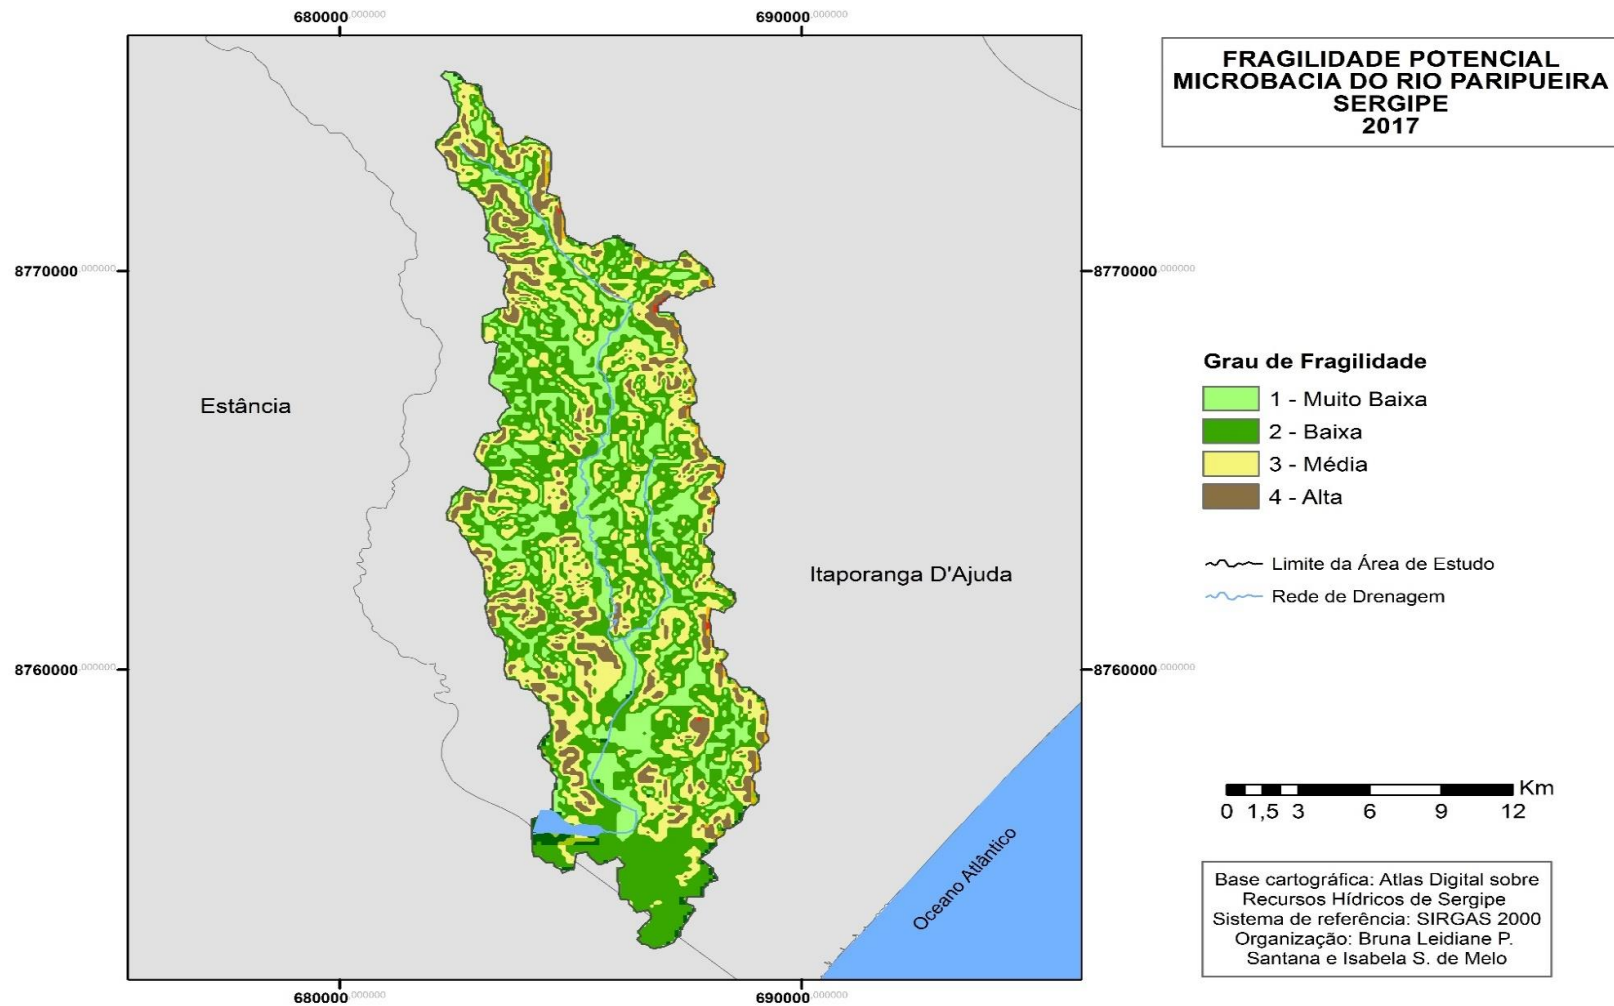 680000,000000
690000,000000
FRAGILIDADE POTENCIAL
MICROBACIA DO RIO PARIPUEIRA
SERGIPE
2017
8770000,000000
8770000,000000
Grau de Fragilidade
1 - Muito Baixa
2 - Baixa
3 - Média
4 - Alta
Estância
Limite da Área de Estudo
Itaporanga D'Ajuda
Rede de Drenagem
8760000,000000
8760000,000000
Km
0 1,5 3 6 9 12
Oceano Atlântico
Base cartográfica: Atlas Digital sobre
Recursos Hídricos de Sergipe
Sistema de referência: SIRGAS 2000
Organização: Bruna Leidiane P.
Santana e Isabela S. de Melo
680000,000000
690000,000000